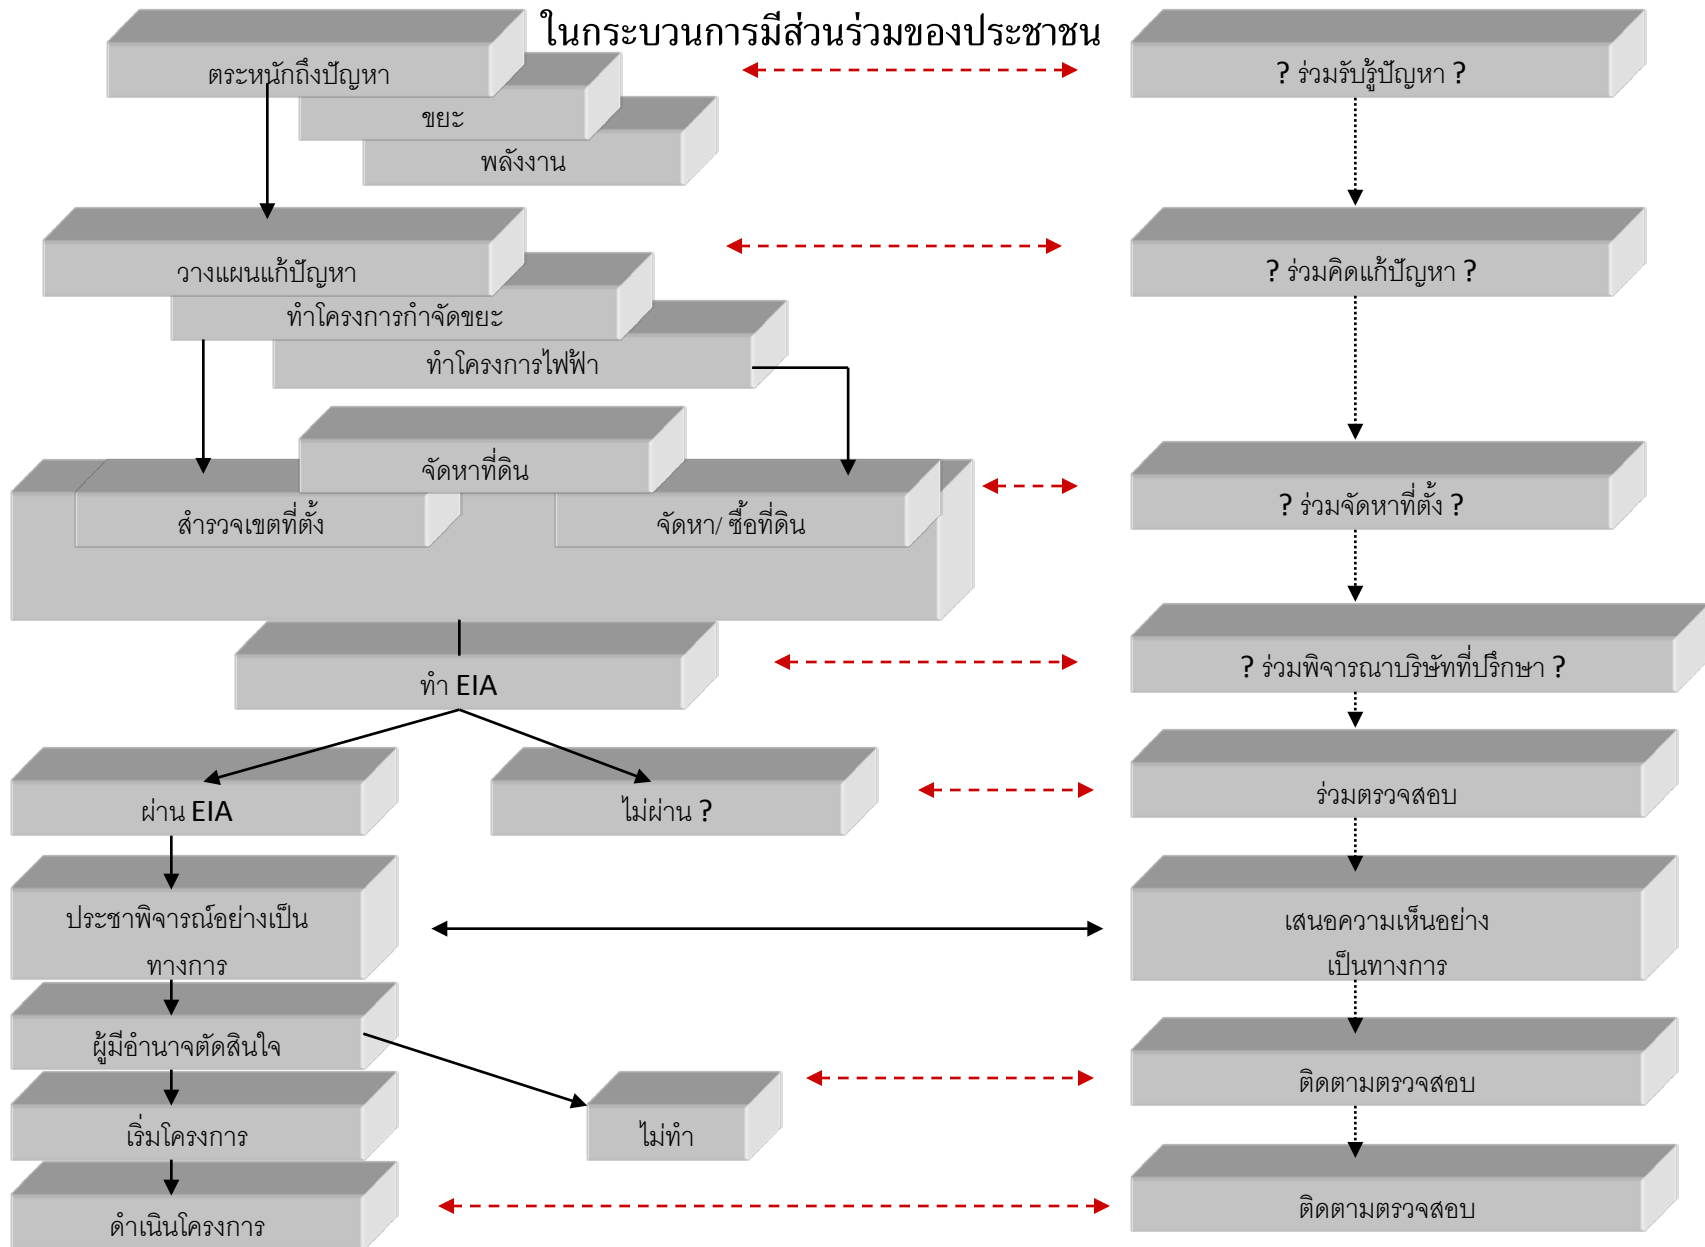 ในกระบวนการมีส่วนร่วมของประชาชน
ตระหนักถึงปัญหา
? ร่วมรับรู้ปัญหา ?
ขยะ
พลังงาน
วางแผนแก้ปัญหา
? ร่วมคิดแก้ปัญหา ?
ทำโครงการกำจัดขยะ
ทำโครงการไฟฟ้า
จัดหาที่ดิน
สำรวจเขตที่ตั้ง
จัดหา/ ซื้อที่ดิน
? ร่วมจัดหาที่ตั้ง ?
ทำ EIA
? ร่วมพิจารณาบริษัทที่ปรึกษา ?
ผ่าน EIA
ไม่ผ่าน ?
ร่วมตรวจสอบ
ประชาพิจารณ์อย่างเป็น
ทางการ
เสนอความเห็นอย่าง
เป็นทางการ
ผู้มีอำนาจตัดสินใจ
ติดตามตรวจสอบ
เริ่มโครงการ
ไม่ทำ
ดำเนินโครงการ
ติดตามตรวจสอบ